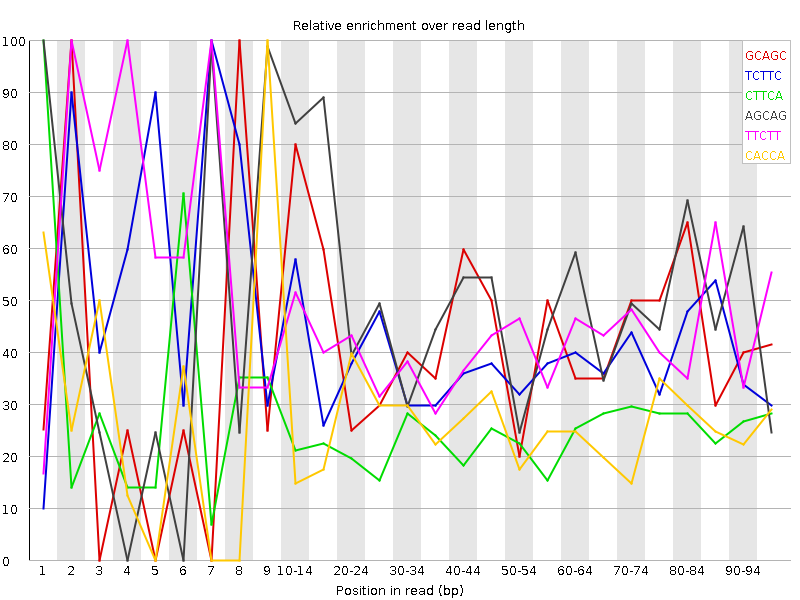 Relative enrichment over read length
100
90
80
70
60
50
40
30
20
10
0
GCAGC
TCTTC
CTTCA
AGCAG
TTCTT
CACCA
1 2 3 4 5 6 7 8 9 10-14 20-24 30-34 40-44 50-54 60-64 70-74 80-84 90-94
Position in read (bp)